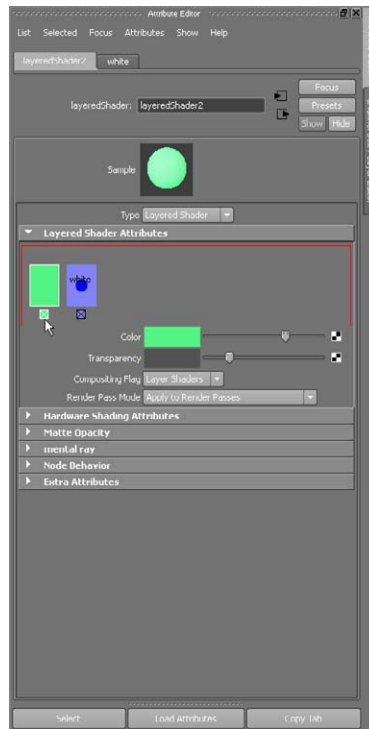 Attribute Editor
List Selected Focus Attributes Show Help
layeredShader2 white
Focus
layeredShader: layeredShader2 Presets
Show Hide
Sample
Type Layered Shader
Layered Shader Attributes
white
Color
Transparency
Compositing Flag Layer Shaders
Render Pass Mode Apply to Render Passes
Hardware Shading Attributes
Matte Opacity
mental ray
Node Behavior
Extra Attributes
Select Load Attributes Copy Tab